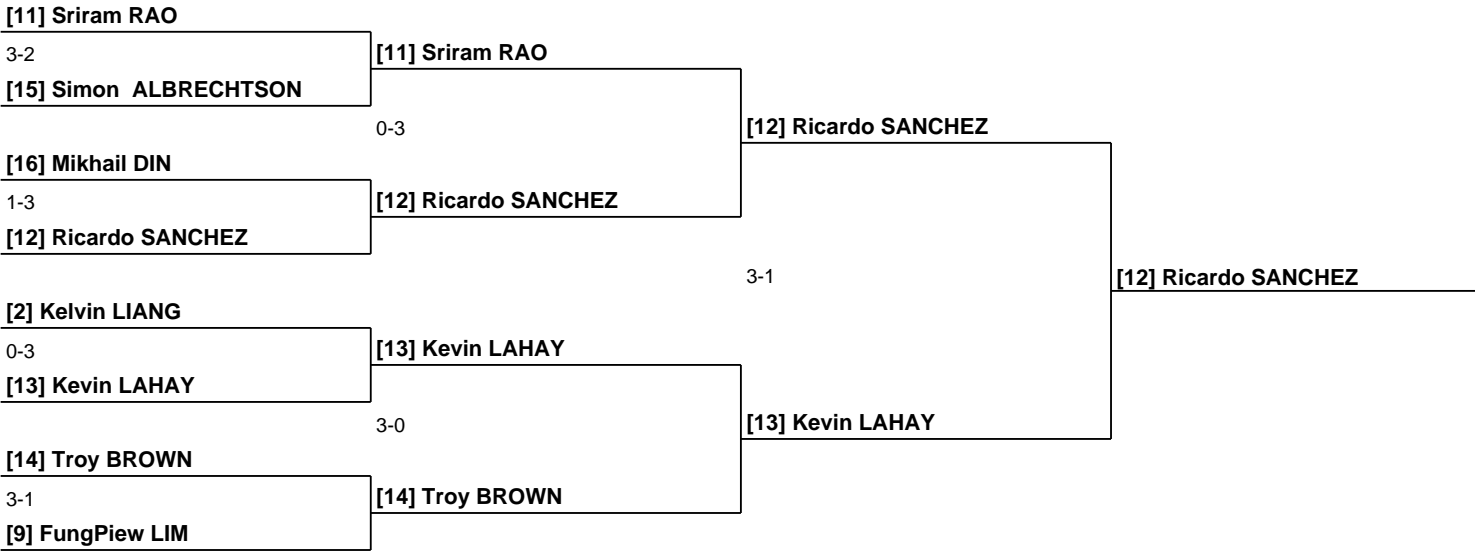 [11] Sriram RAO
3-2
[11] Sriram RAO
[15] Simon  ALBRECHTSON
0-3
[12] Ricardo SANCHEZ
[16] Mikhail DIN
1-3
[12] Ricardo SANCHEZ
[12] Ricardo SANCHEZ
3-1
[12] Ricardo SANCHEZ
[2] Kelvin LIANG
0-3
[13] Kevin LAHAY
[13] Kevin LAHAY
3-0
[13] Kevin LAHAY
[14] Troy BROWN
3-1
[14] Troy BROWN
[9] FungPiew LIM